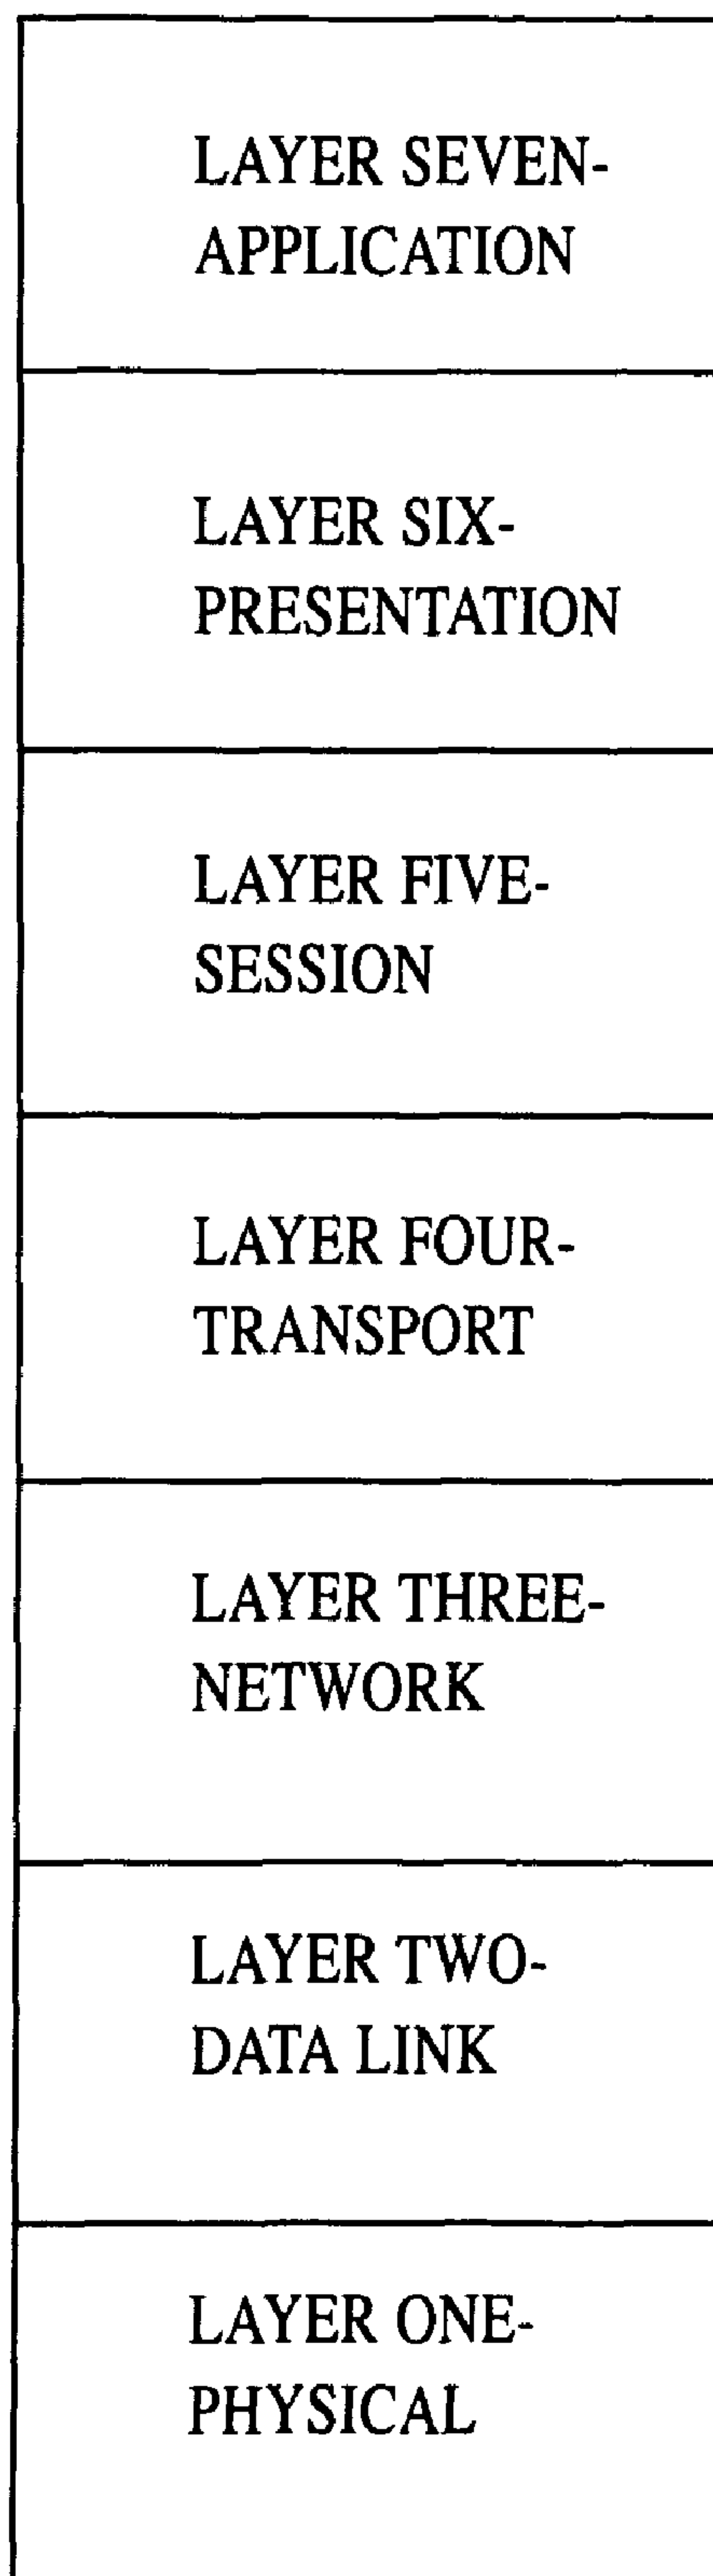 LAYER SEVEN-
APPLICATION
LAYER SIX-
PRESENTATION
LAYER FIVE-
SESSION
LAYER FOUR-
TRANSPORT
LAYER THREE-
NETWORK
LAYER TWO-
DATA LINK
LAYER ONE-
PHYSICAL